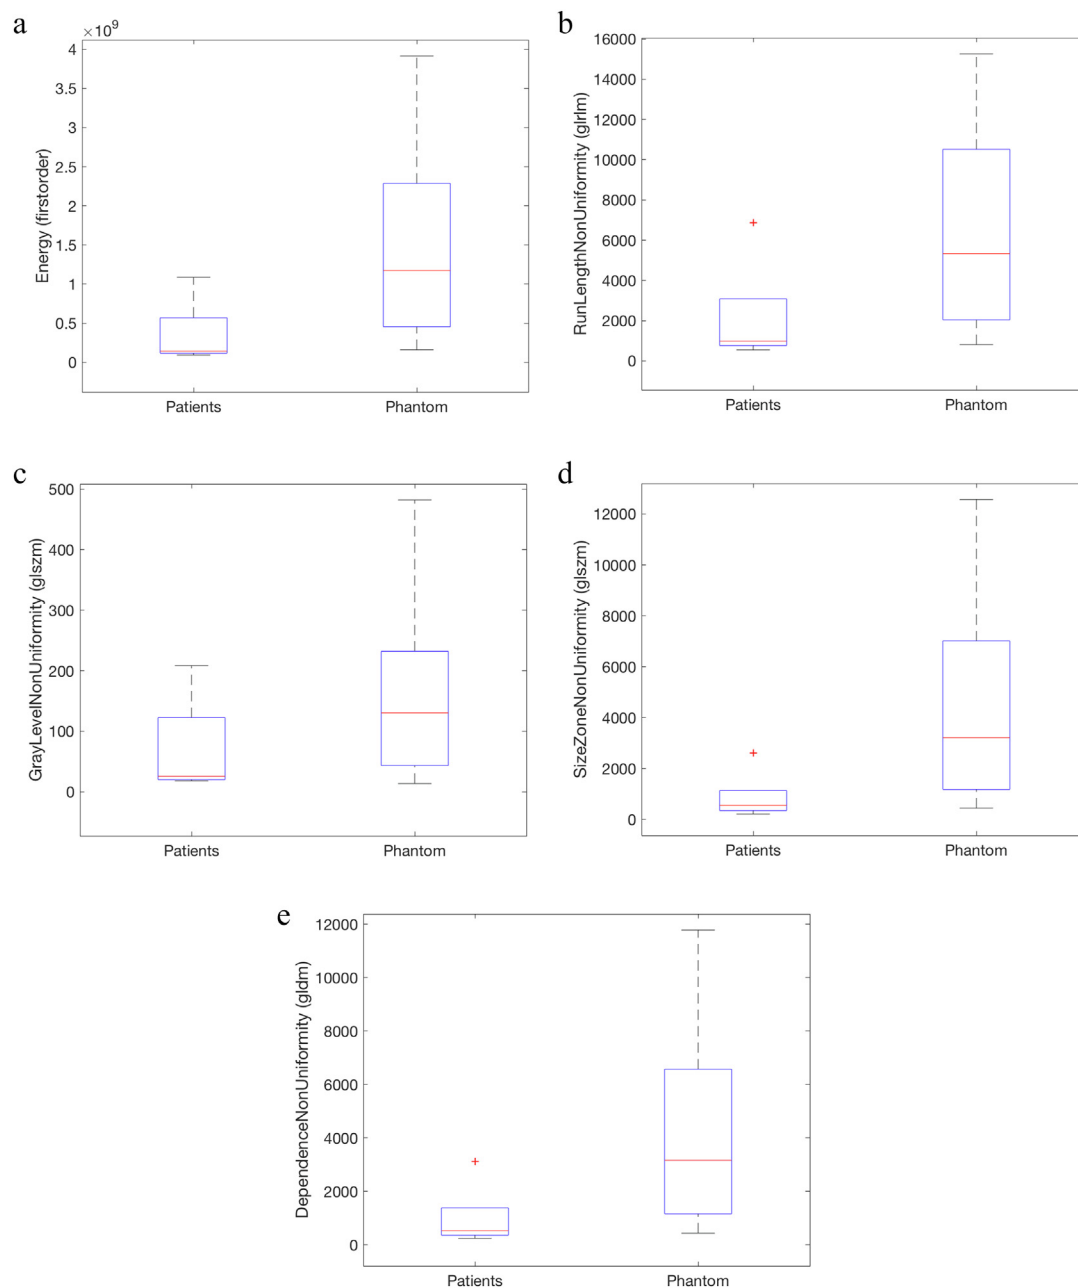 a
×10⁹
4
3.5
3
2.5
2
1.5
1
0.5
0
Energy (firstorder)
Patients Phantom
b
16000
14000
12000
10000
8000
6000
4000
2000
0
RunLengthNonUniformity (glrlm)
Patients Phantom
c
500
400
300
200
100
0
GrayLevelNonUniformity (glszm)
Patients Phantom
d
12000
10000
8000
6000
4000
2000
0
SizeZoneNonUniformity (glszm)
Patients Phantom
e
12000
10000
8000
6000
4000
2000
0
DependenceNonUniformity (gldm)
Patients Phantom